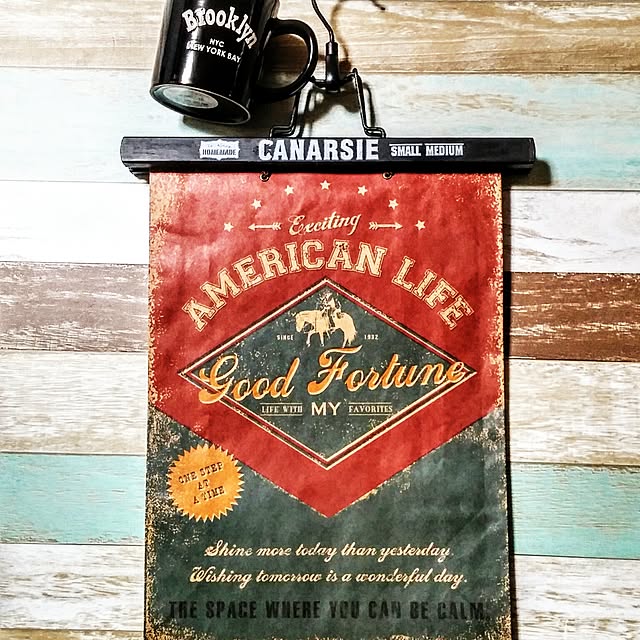 Brooklyn
NYC
NEW YORK BAY
HOMEMADE CANARSIE SMALL MEDIUM
Exciting
AMERICAN LIFE
SINCE 1932
Good Fortune
LIFE WITH MY FAVORITES
ONE STEP
AT
A TIME
Shine more today than yesterday.
Wishing tomorrow is a wonderful day.
THE SPACE WHERE YOU CAN BE CALM.